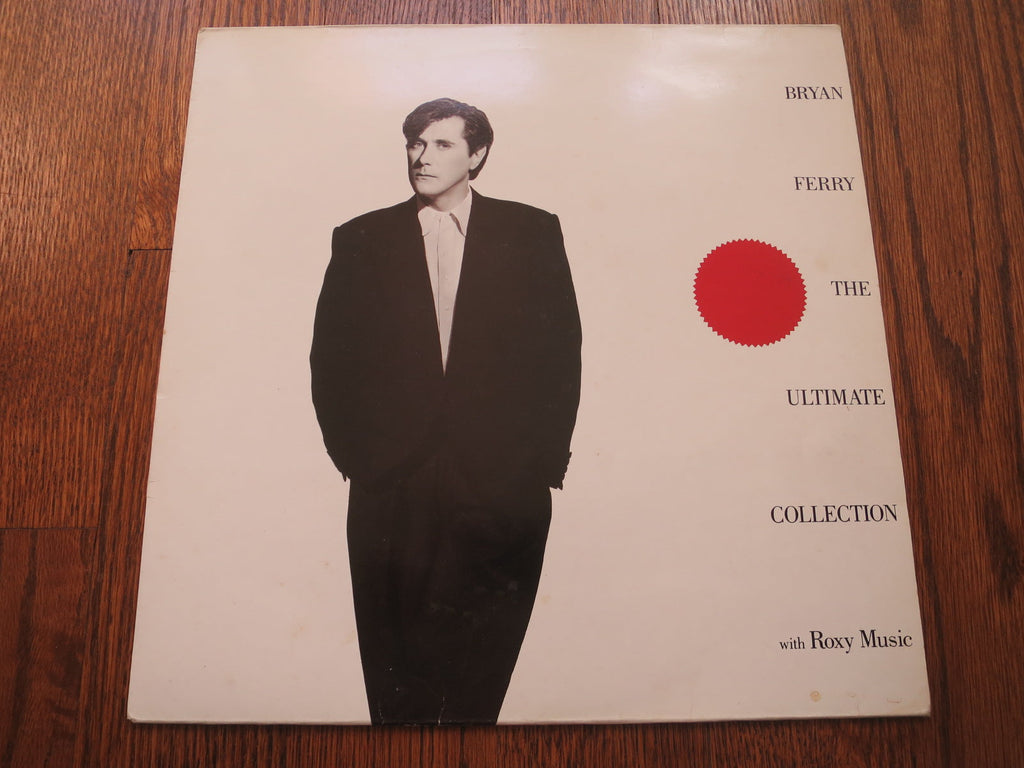 BRYAN
FERRY
THE
ULTIMATE
COLLECTION
with Roxy Music